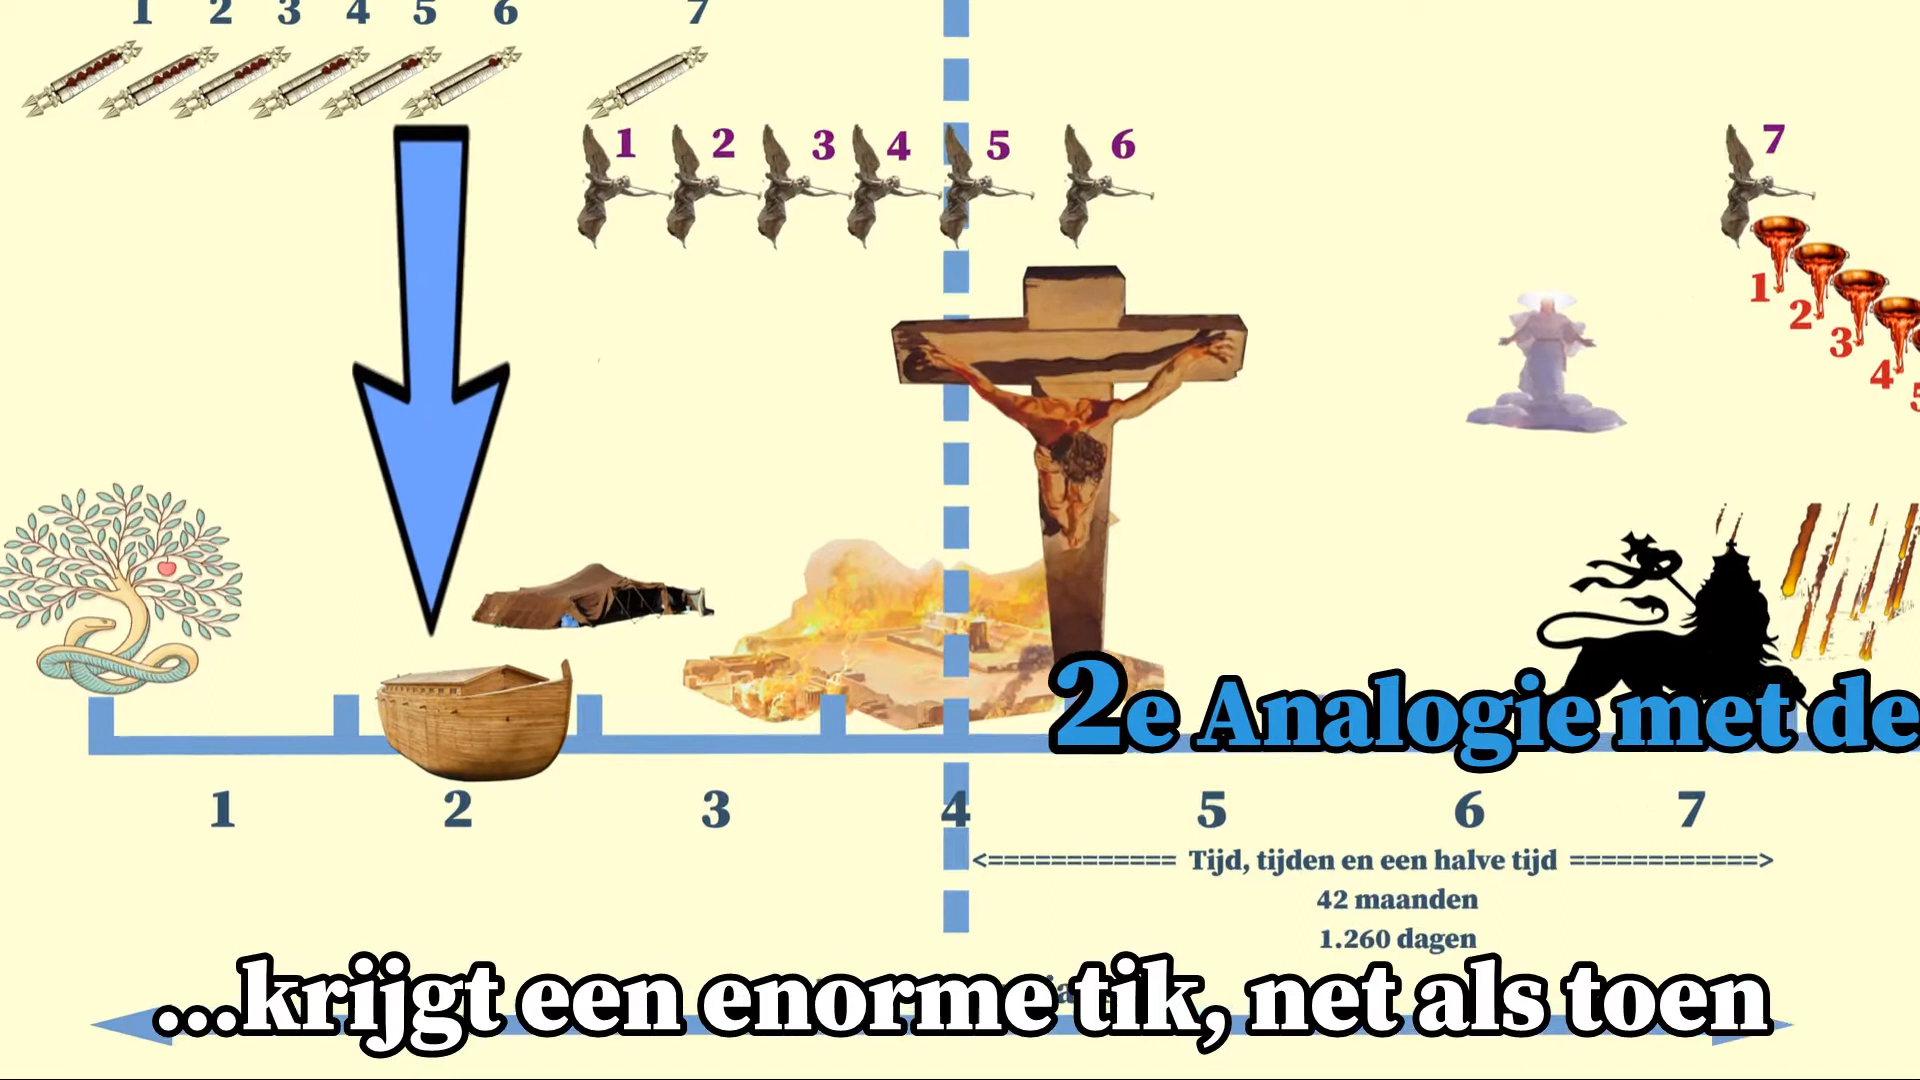 1 2 3 4 5 6 7
1 2 3 4 5 6 7
1
2
3
4
5
2e Analogie met de
1 2 3 4 5 6 7
<============ Tijd, tijden en een halve tijd ============>
42 maanden
1.260 dagen
...krijgt een enorme tik, net als toen